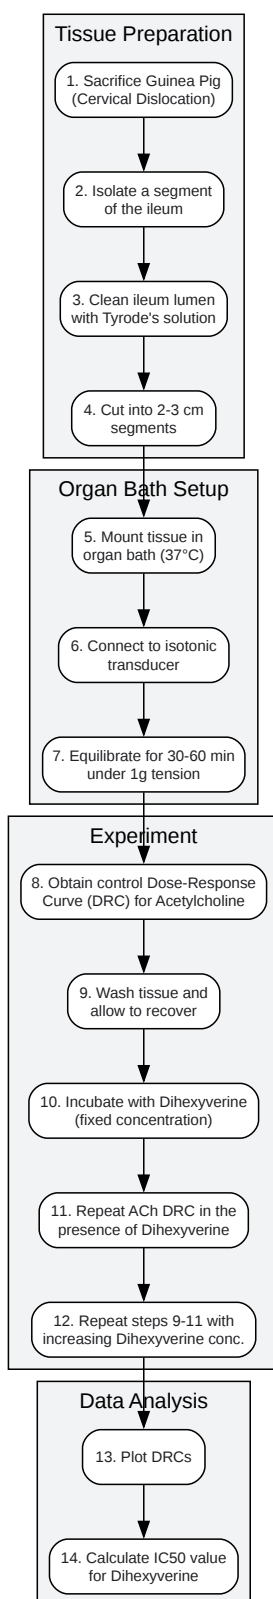 Tissue Preparation
1. Sacrifice Guinea Pig
(Cervical Dislocation)
2. Isolate a segment
of the ileum
3. Clean ileum lumen
with Tyrode's solution
4. Cut into 2-3 cm
segments
Organ Bath Setup
5. Mount tissue in
organ bath (37°C)
6. Connect to isotonic
transducer
7. Equilibrate for 30-60 min
under 1g tension
Experiment
8. Obtain control Dose-Response
Curve (DRC) for Acetylcholine
9. Wash tissue and
allow to recover
10. Incubate with Dihexyverine
(fixed concentration)
11. Repeat ACh DRC in the
presence of Dihexyverine
12. Repeat steps 9-11 with
increasing Dihexyverine conc.
Data Analysis
13. Plot DRCs
14. Calculate IC50 value
for Dihexyverine